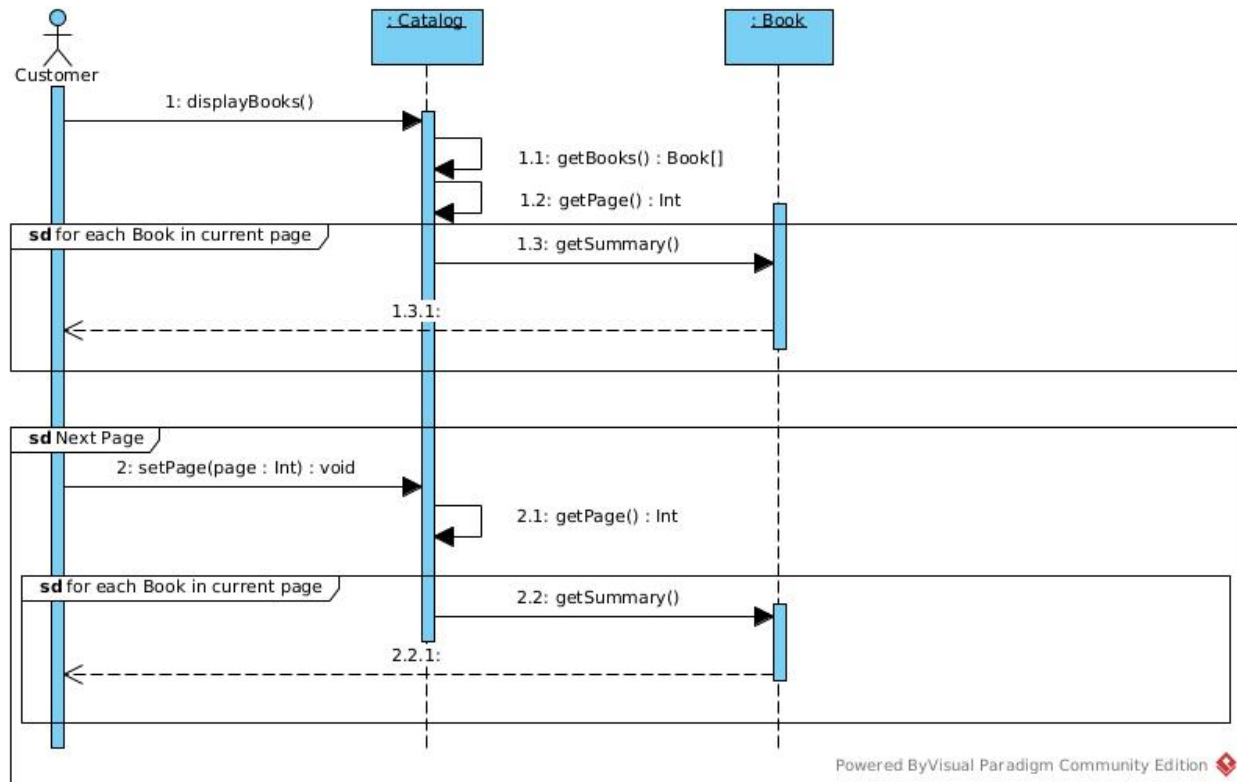 : Catalog
: Book
Customer
1: displayBooks()
1.1: getBooks() : Book[]
1.2: getPage() : Int
sd for each Book in current page
1.3: getSummary()
1.3.1:
sd Next Page
2: setPage(page : Int) : void
2.1: getPage() : Int
sd for each Book in current page
2.2: getSummary()
2.2.1:
Powered ByVisual Paradigm Community Edition